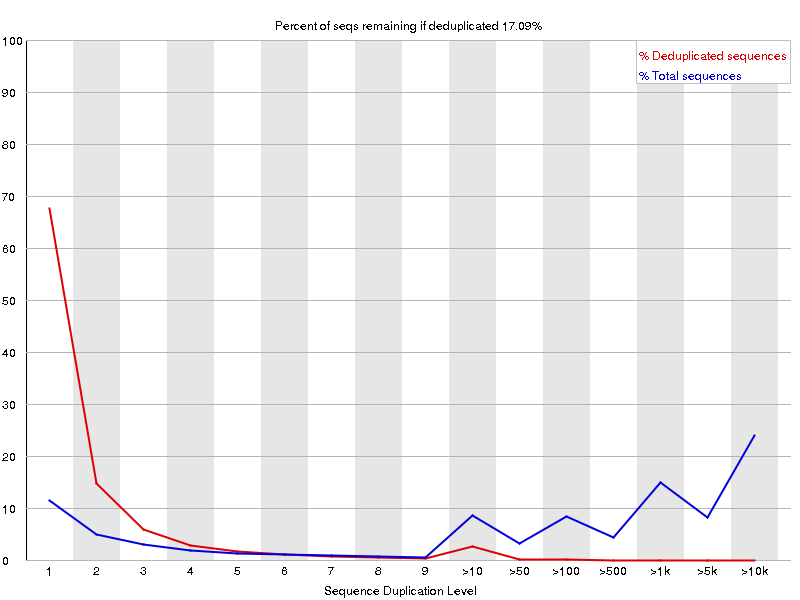 Percent of seqs remaining if deduplicated 17.09%
% Deduplicated sequences
% Total sequences
100
90
80
70
60
50
40
30
20
10
0
1 2 3 4 5 6 7 8 9 >10 >50 >100 >500 >1k >5k >10k
Sequence Duplication Level